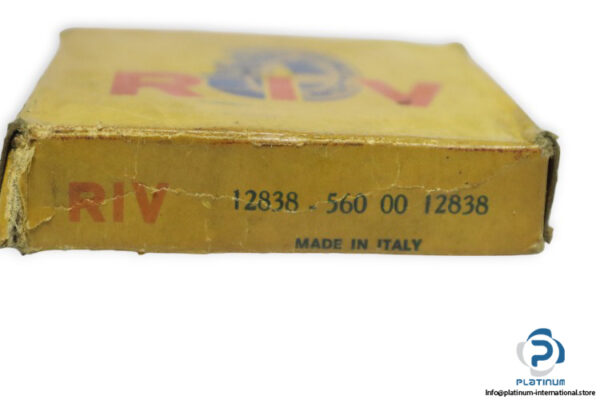 RIV
RIV 12838 - 560 00 12838
MADE IN ITALY
PLATINUM
Info@platinum-international.store